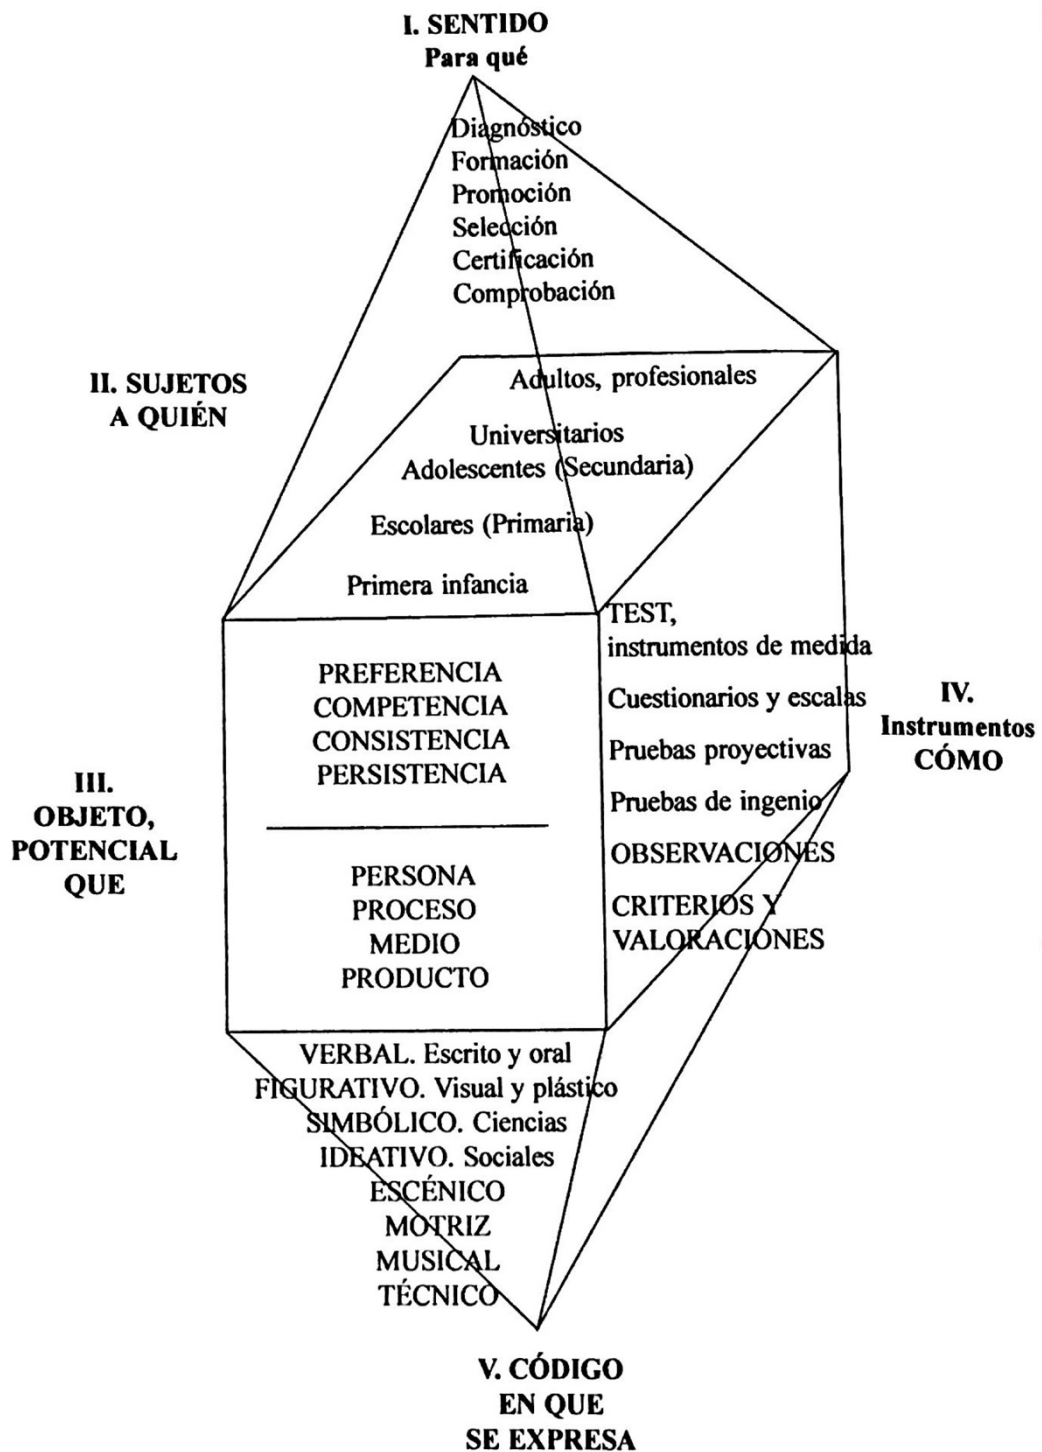 I. SENTIDO
Para qué
Diagnóstico
Formación
Promoción
Selección
Certificación
Comprobación
II. SUJETOS
A QUIÉN
Adultos, profesionales
Universitarios
Adolescentes (Secundaria)
Escolares (Primaria)
Primera infancia
III.
OBJETO,
POTENCIAL
QUE
PREFERENCIA
COMPETENCIA
CONSISTENCIA
PERSISTENCIA
PERSONA
PROCESO
MEDIO
PRODUCTO
TEST,
instrumentos de medida
Cuestionarios y escalas
Pruebas proyectivas
Pruebas de ingenio
OBSERVACIONES
CRITERIOS Y
VALORACIONES
IV.
Instrumentos
CÓMO
VERBAL. Escrito y oral
FIGURATIVO. Visual y plástico
SIMBÓLICO. Ciencias
IDEATIVO. Sociales
ESCÉNICO
MOTRIZ
MUSICAL
TÉCNICO
V. CÓDIGO
EN QUE
SE EXPRESA